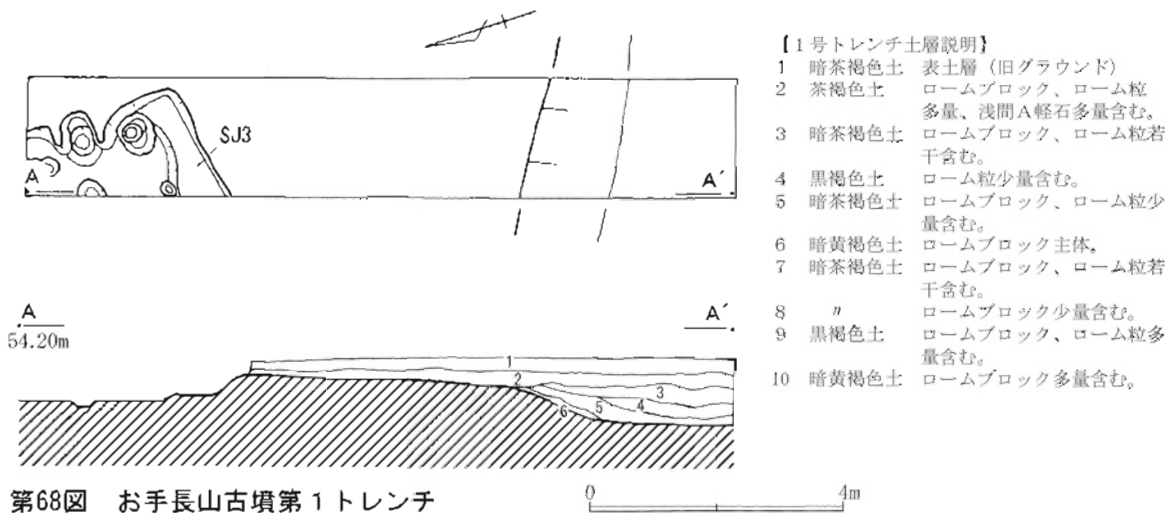 【1号トレンチ土層説明】
1 暗茶褐色土 表土層(旧グラウンド)
2 茶褐色土 ロームブロック、ローム粒
多量、浅間A軽石多量含む。
3 暗茶褐色土 ロームブロック、ローム粒若
干含む。
4 黒褐色土 ローム粒少量含む。
5 暗茶褐色土 ロームブロック、ローム粒少
量含む。
6 暗黄褐色土 ロームブロック主体。
7 暗茶褐色土 ロームブロック、ローム粒若
干含む。
8 〃 ロームブロック少量含む。
9 黒褐色土 ロームブロック、ローム粒多
量含む。
10 暗黄褐色土 ロームブロック多量含む。
SJ3
A A′
A A′
54.20m
1
2
3
4
5
6
第68図 お手長山古墳第1トレンチ
0 4m